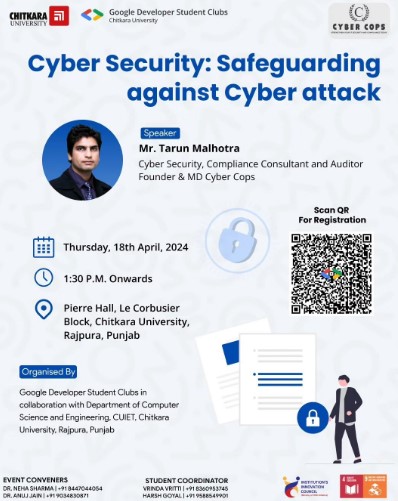 CHITKARA
UNIVERSITY
Google Developer Student Clubs
Chitkara University
CYBER COPS
Cyber Security: Safeguarding
against Cyber attack
Speaker
Mr. Tarun Malhotra
Cyber Security, Compliance Consultant and Auditor
Founder & MD Cyber Cops
Scan QR
For Registration
Thursday, 18th April, 2024
1:30 P.M. Onwards
Pierre Hall, Le Corbusier
Block, Chitkara University,
Rajpura, Punjab
Organised By
Google Developer Student Clubs in
collaboration with Department of Computer
Science and Engineering, CUIET, Chitkara
University, Rajpura, Punjab
EVENT CONVENERS
DR. NEHA SHARMA | +91 8447044054
DR. ANUJ JAIN | +91 9034830871
STUDENT COORDINATOR
VRINDA VRITTI | +91 8360953745
HARSH GOYAL | +91 9588549901
INSTITUTION'S
INNOVATION
COUNCIL